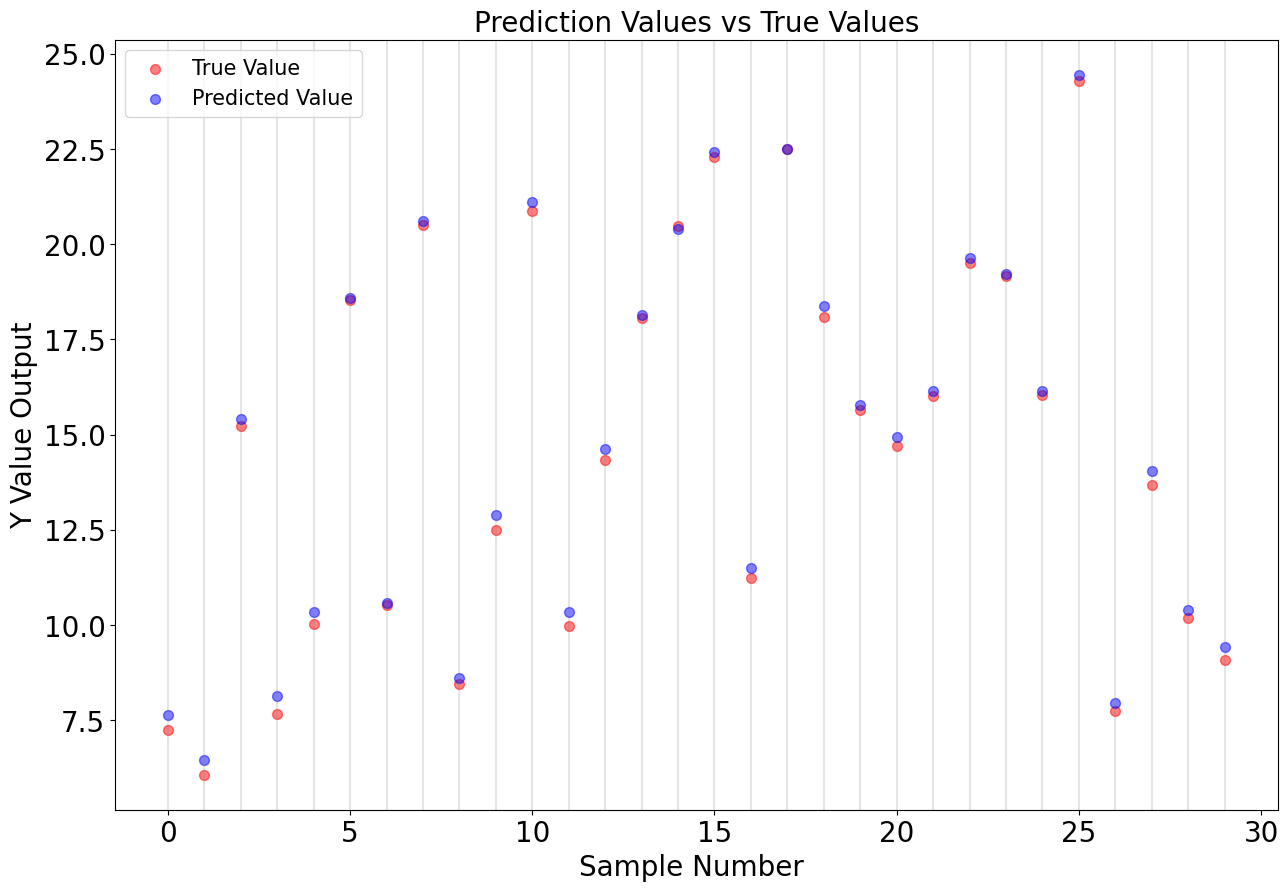 Prediction Values vs True Values
True Value
Predicted Value
Y Value Output
25.0
22.5
20.0
17.5
15.0
12.5
10.0
7.5
0 5 10 15 20 25 30
Sample Number